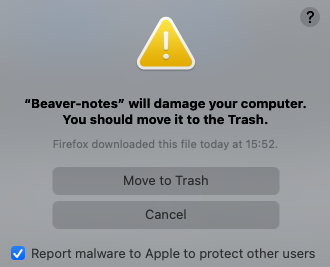 ?
“Beaver-notes” will damage your computer.
You should move it to the Trash.
Firefox downloaded this file today at 15:52.
Move to Trash
Cancel
Report malware to Apple to protect other users